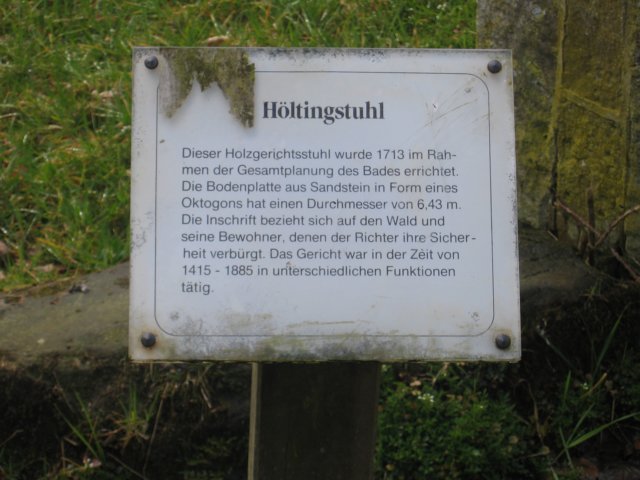 Höltingstuhl
Dieser Holzgerichtsstuhl wurde 1713 im Rah-
men der Gesamtplanung des Bades errichtet.
Die Bodenplatte aus Sandstein in Form eines
Oktogons hat einen Durchmesser von 6,43 m.
Die Inschrift bezieht sich auf den Wald und
seine Bewohner, denen der Richter ihre Sicher-
heit verbürgt. Das Gericht war in der Zeit von
1415 - 1885 in unterschiedlichen Funktionen
tätig.